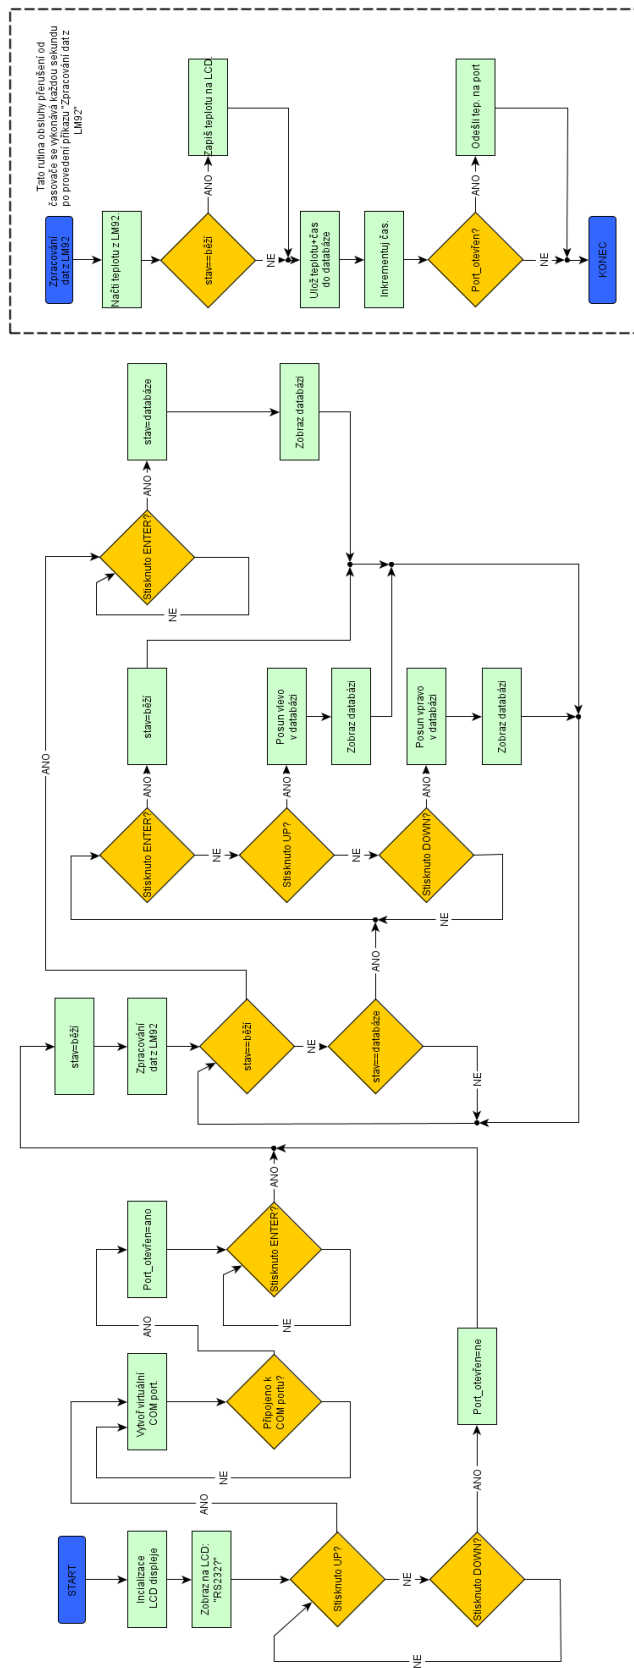 START
Incializace
LCD displeje
Zobraz na LCD:
"RS232?"
Stisknuto UP?
ANO
NE
NE
Stisknuto DOWN?
ANO
Port_otevřen=ne
Vytvoř virtuální
COM port.
Připojeno k
COM portu?
NE
ANO
Port_otevřen=ano
Stisknuto ENTER?
NE
ANO
stav=běží
Zpracování
dat z LM92
stav==běží
ANO
NE
stav==databáze
NE
ANO
Stisknuto ENTER?
ANO
stav=běží
NE
Stisknuto UP?
ANO
Posun vlevo
v databázi
Zobraz databázi
NE
Stisknuto DOWN?
NE
ANO
Posun vpravo
v databázi
Zobraz databázi
Stisknuto ENTER?
NE
ANO
stav=databáze
Zobraz databázi
Tato rutina obsluhy přerušení od
časovače se vykonává každou sekundu
po provedení příkazu "Zpracování dat z
LM92"
Zpracování
dat z LM92
Načti teplotu z LM92.
stav==běží
ANO
Zapiš teplotu na LCD.
NE
Ulož teplotu+čas
do databáze
Inkrementuj čas.
Port_otevřen?
ANO
Odešli tep. na port
NE
KONEC